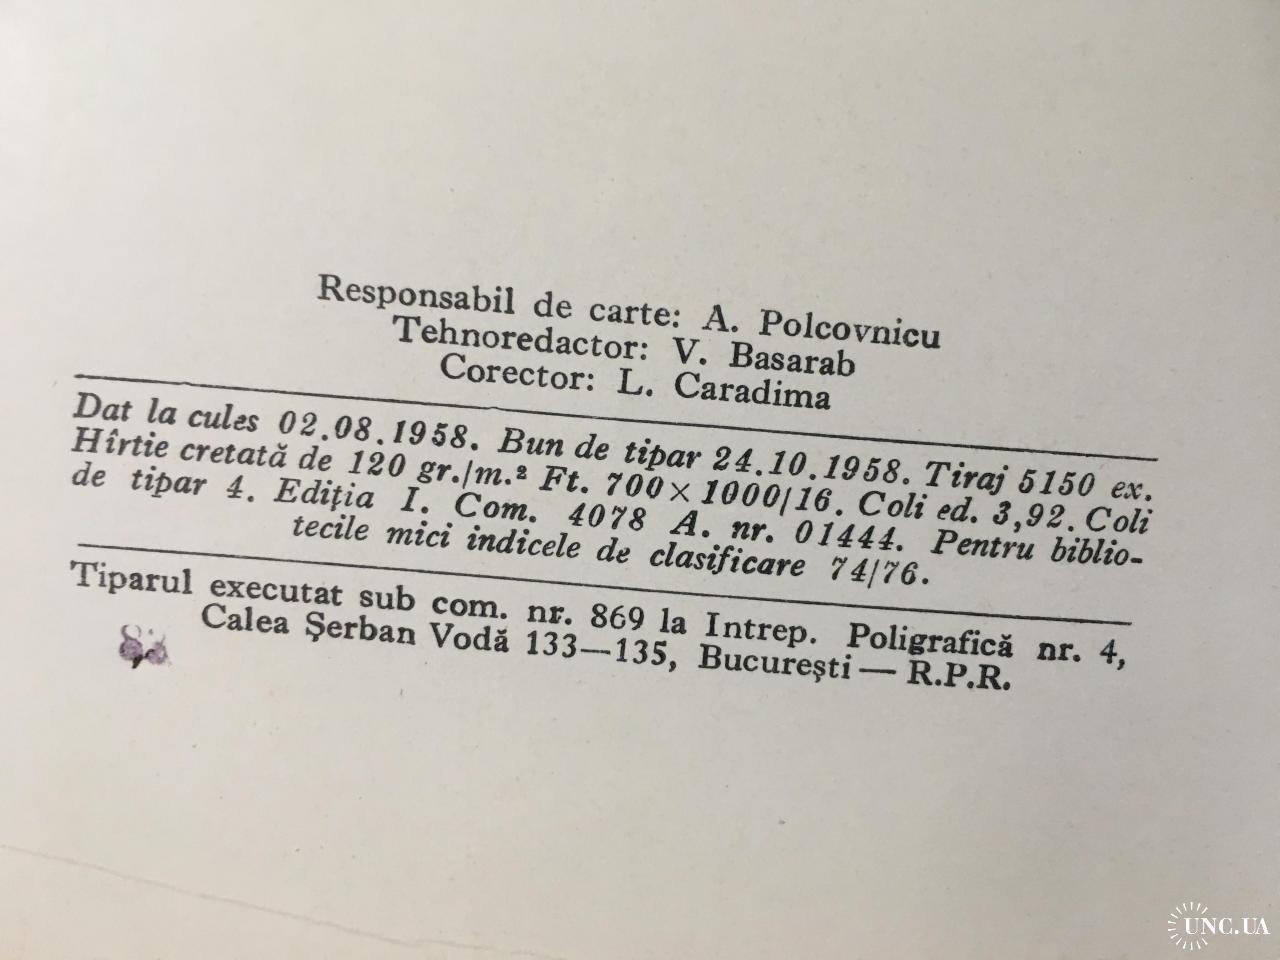 Responsabil de carte: A. Polcovnicu
Tehnoredactor: V. Basarab
Corector: L. Caradima
Dat la cules 02.08.1958. Bun de tipar 24.10.1958. Tiraj 5150 ex.
Hîrtie cretată de 120 gr./m.² Ft. 700×1000/16. Coli ed. 3,92. Coli
de tipar 4. Ediția I. Com. 4078 A. nr. 01444. Pentru biblio-
tecile mici indicele de clasificare 74/76.
Tiparul executat sub com. nr. 869 la Intrep. Poligrafică nr. 4,
Calea Șerban Vodă 133—135, București — R.P.R.
UNC.UA